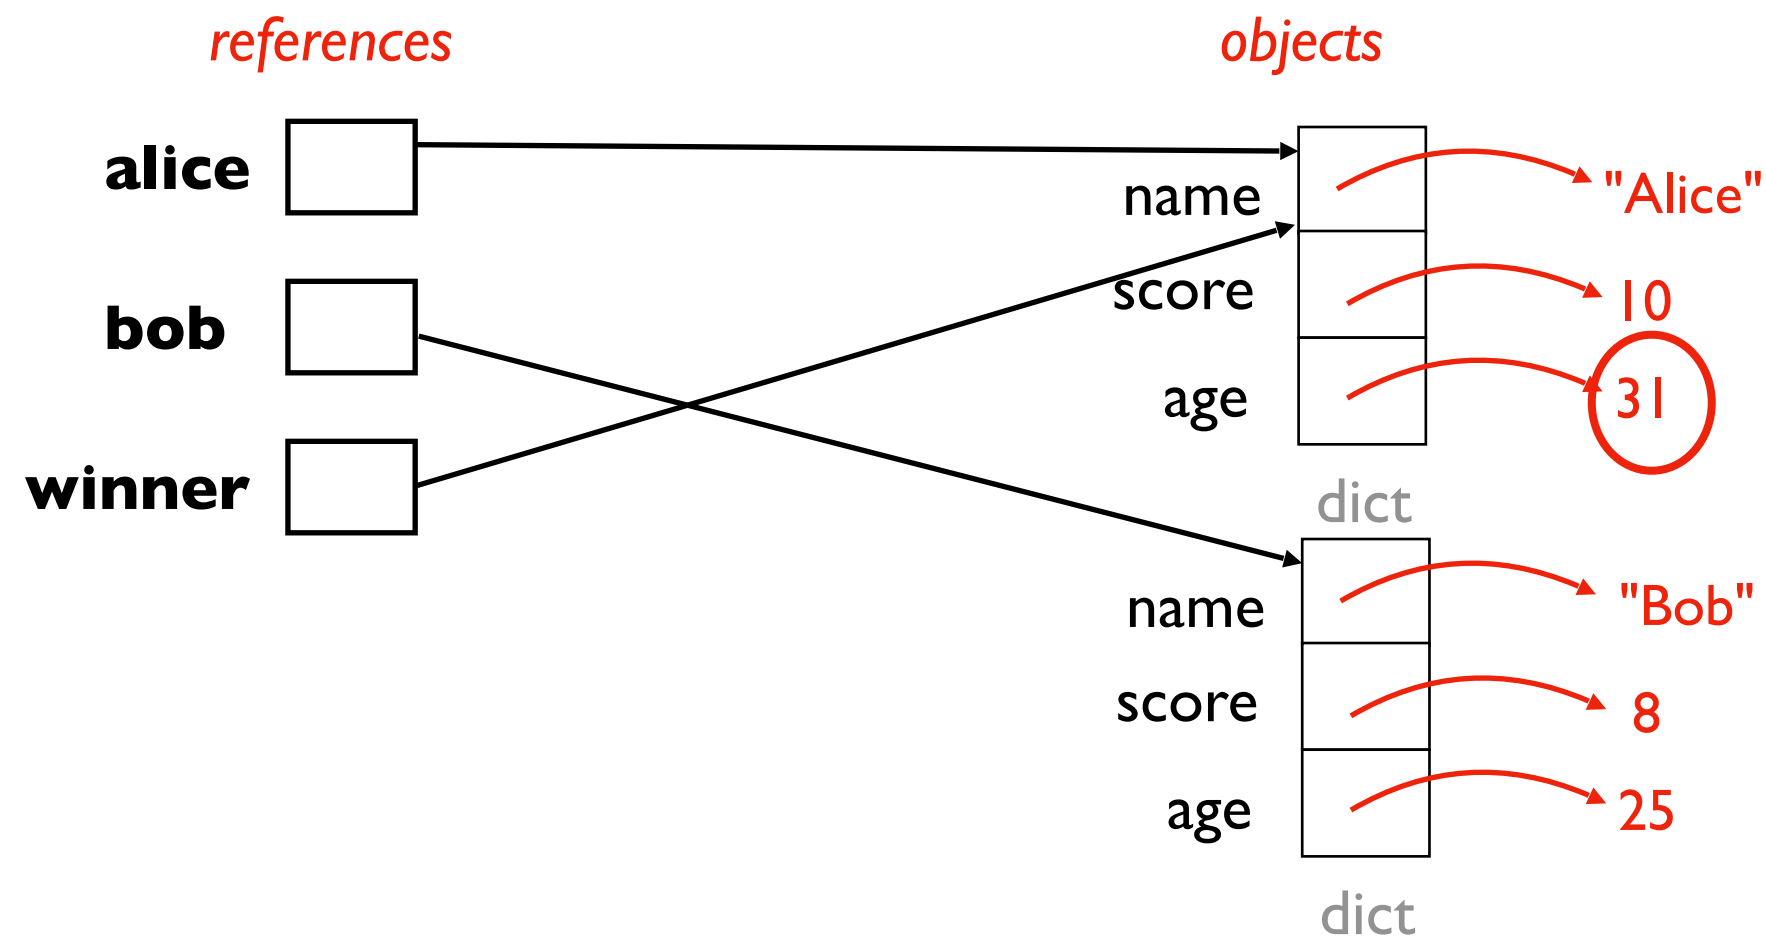 references
objects
alice
name
"Alice"
score
10
bob
age
31
winner
dict
name
"Bob"
score
8
age
25
dict